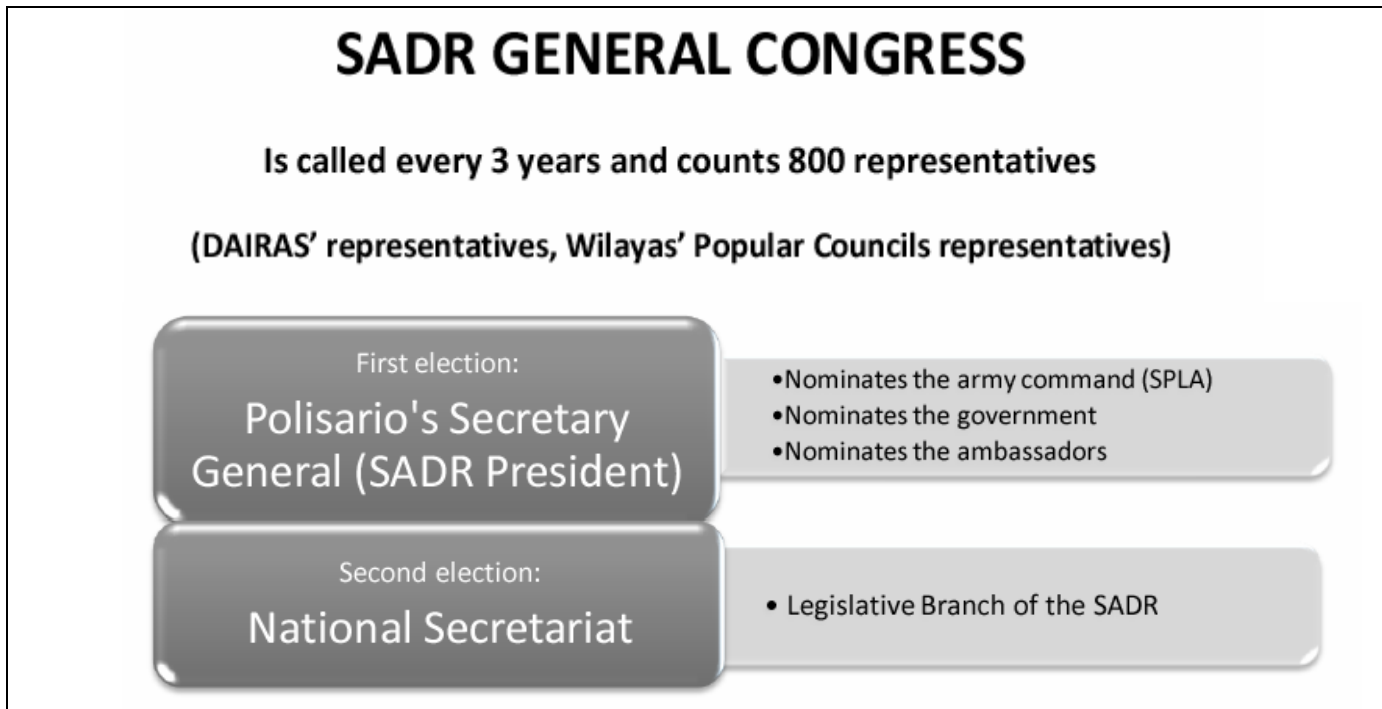 SADR GENERAL CONGRESS
Is called every 3 years and counts 800 representatives
(DAIRAS’ representatives, Wilayas’ Popular Councils representatives)
First election:
Polisario's Secretary
General (SADR President)
•Nominates the army command (SPLA)
•Nominates the government
•Nominates the ambassadors
Second election:
National Secretariat
• Legislative Branch of the SADR